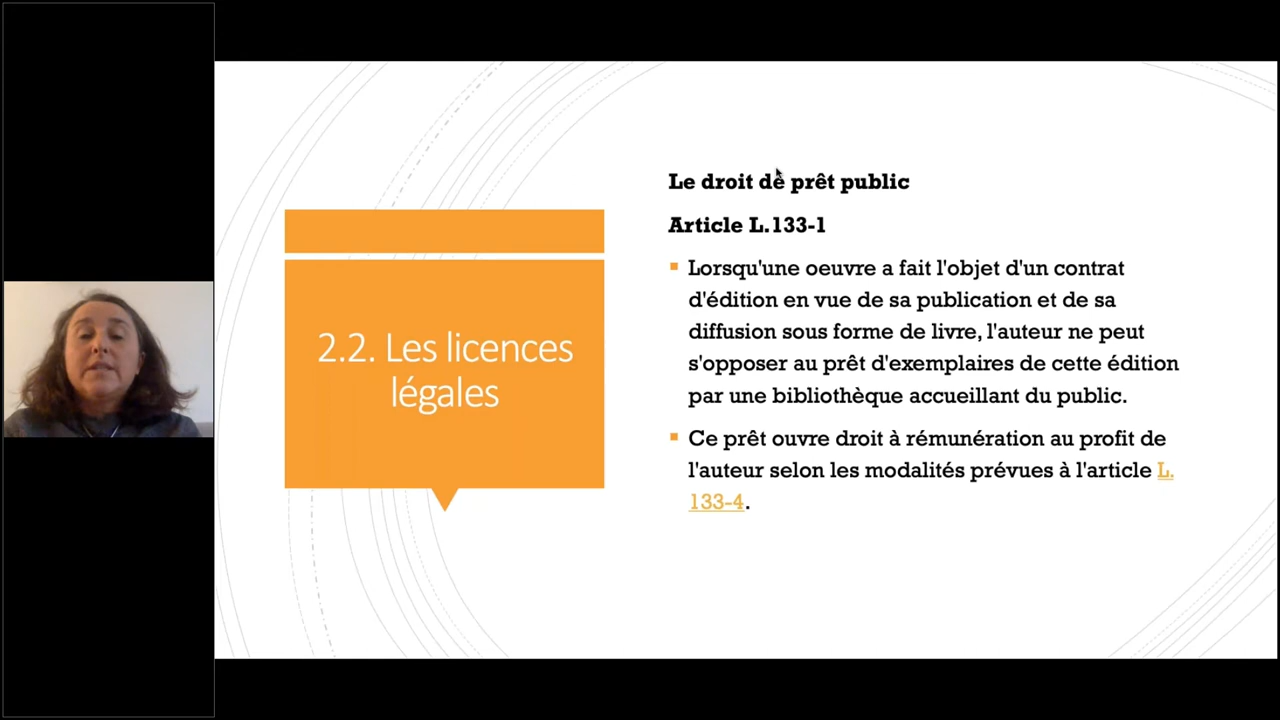 2.2. Les licences
légales
Le droit de prêt public
Article L.133-1
Lorsqu'une oeuvre a fait l'objet d'un contrat
d'édition en vue de sa publication et de sa
diffusion sous forme de livre, l'auteur ne peut
s'opposer au prêt d'exemplaires de cette édition
par une bibliothèque accueillant du public.
Ce prêt ouvre droit à rémunération au profit de
l'auteur selon les modalités prévues à l'article L.
133-4.